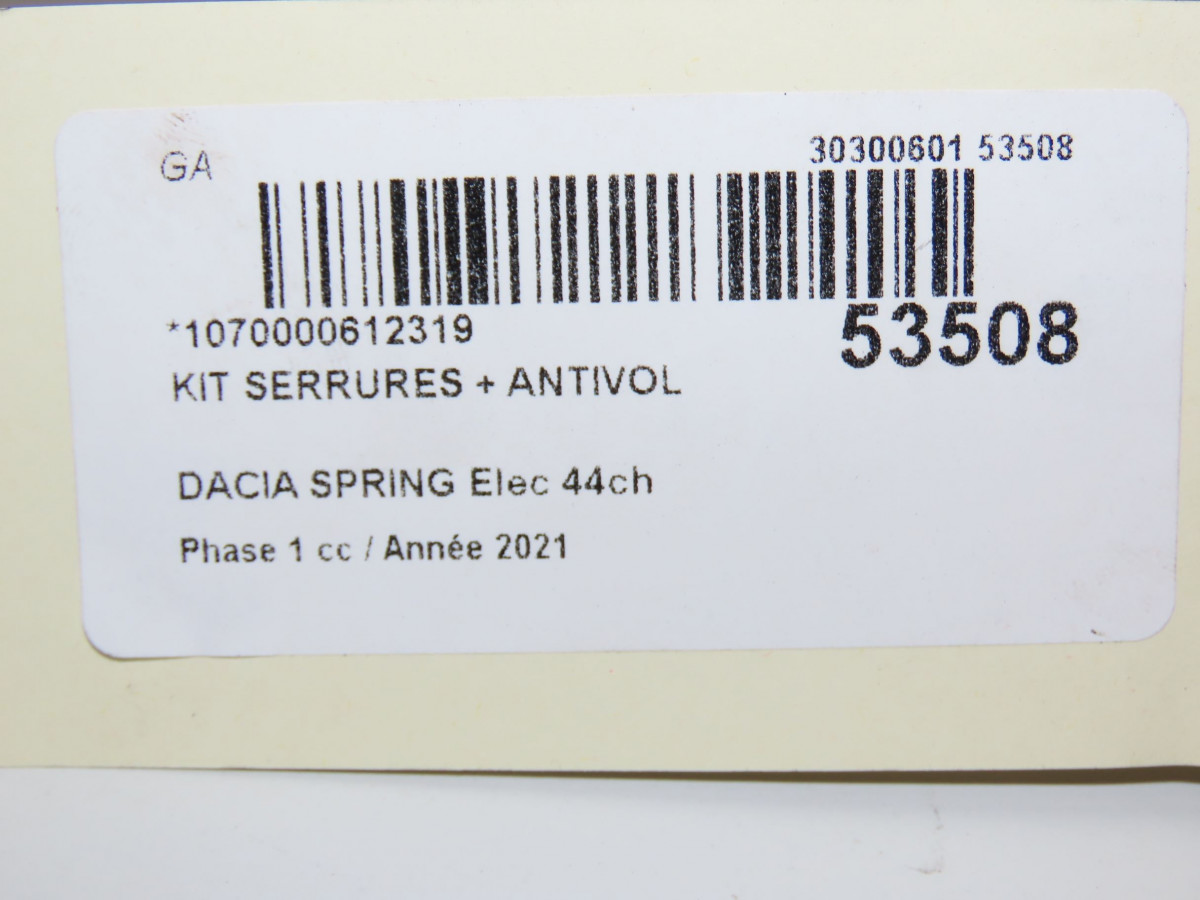 GA
30300601 53508
*1070000612319
53508
KIT SERRURES + ANTIVOL
DACIA SPRING Elec 44ch
Phase 1 cc / Année 2021